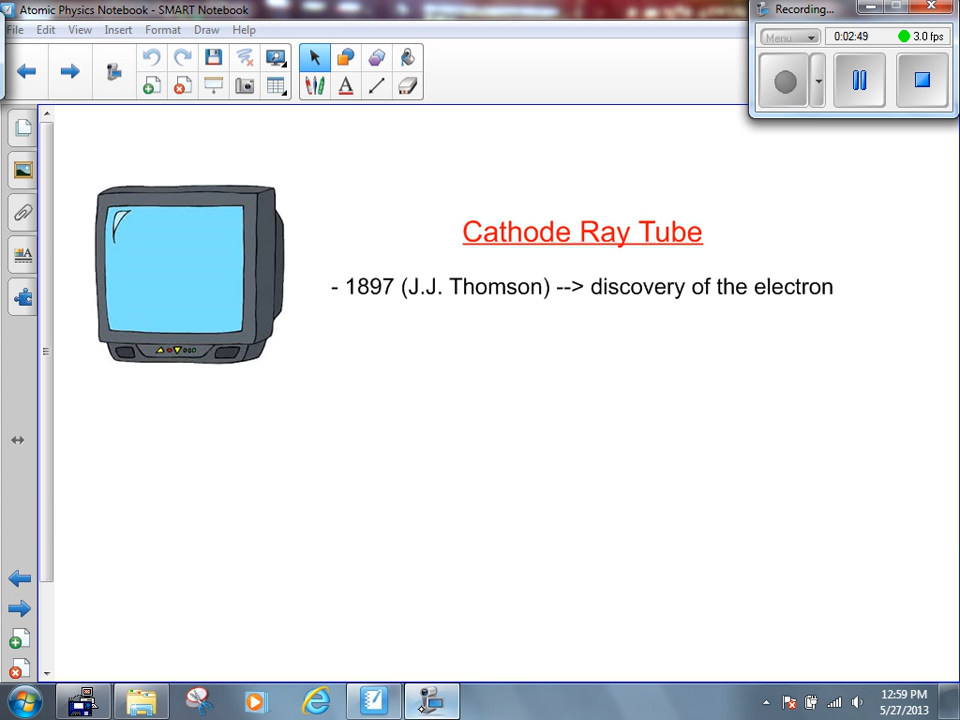 Atomic Physics Notebook - SMART Notebook
Recording...
File Edit View Insert Format Draw Help
Menu 0:02:49 3.0 fps
Cathode Ray Tube
- 1897 (J.J. Thomson) --> discovery of the electron
12:59 PM
5/27/2013